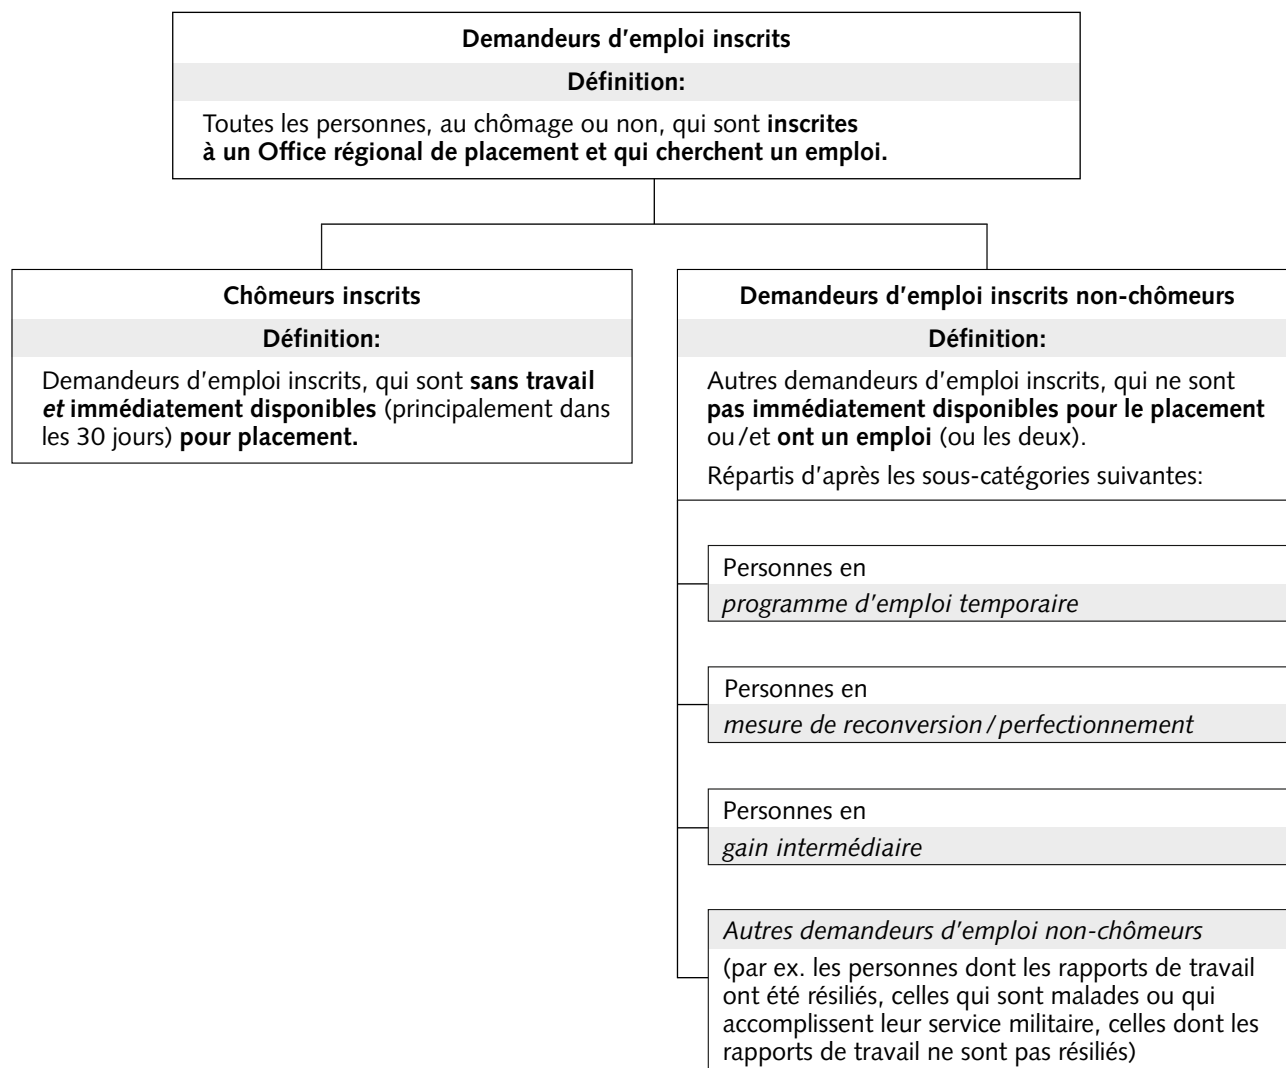 Demandeurs d'emploi inscrits
Définition:
Toutes les personnes, au chômage ou non, qui sont inscrites
à un Office régional de placement et qui cherchent un emploi.
Chômeurs inscrits
Définition:
Demandeurs d'emploi inscrits, qui sont sans travail
et immédiatement disponibles (principalement dans
les 30 jours) pour placement.
Demandeurs d'emploi inscrits non-chômeurs
Définition:
Autres demandeurs d'emploi inscrits, qui ne sont
pas immédiatement disponibles pour le placement
ou/et ont un emploi (ou les deux).
Répartis d'après les sous-catégories suivantes:
Personnes en
programme d'emploi temporaire
Personnes en
mesure de reconversion/perfectionnement
Personnes en
gain intermédiaire
Autres demandeurs d'emploi non-chômeurs
(par ex. les personnes dont les rapports de travail
ont été résiliés, celles qui sont malades ou qui
accomplissent leur service militaire, celles dont les
rapports de travail ne sont pas résiliés)